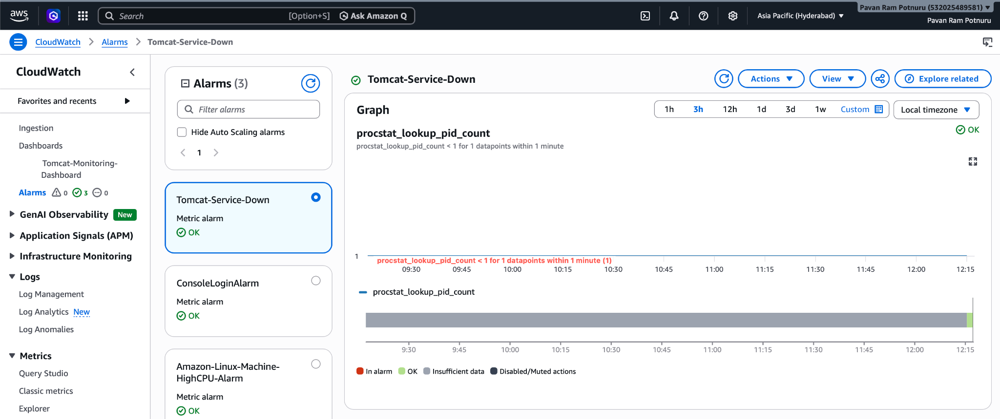 aws
Search
[Option+S]
Ask Amazon Q
Asia Pacific (Hyderabad)
Pavan Ram Potnuru (532025489581)
Pavan Ram Potnuru
CloudWatch
Alarms
Tomcat-Service-Down
CloudWatch
Favorites and recents
Ingestion
Dashboards
Tomcat-Monitoring-
Dashboard
Alarms 0 3 0
GenAI Observability New
Application Signals (APM)
Infrastructure Monitoring
Logs
Log Management
Log Analytics New
Log Anomalies
Metrics
Query Studio
Classic metrics
Explorer
Alarms (3)
Filter alarms
Hide Auto Scaling alarms
1
Tomcat-Service-Down
Metric alarm
OK
ConsoleLoginAlarm
Metric alarm
OK
Amazon-Linux-Machine-
HighCPU-Alarm
Metric alarm
OK
Tomcat-Service-Down
Actions
View
Explore related
Graph
1h 3h 12h 1d 3d 1w Custom
Local timezone
procstat_lookup_pid_count
OK
procstat_lookup_pid_count < 1 for 1 datapoints within 1 minute
1
procstat_lookup_pid_count < 1 for 1 datapoints within 1 minute (1)
09:30 09:45 10:00 10:15 10:30 10:45 11:00 11:15 11:30 11:45 12:00 12:15
procstat_lookup_pid_count
9:30 9:45 10:00 10:15 10:30 10:45 11:00 11:15 11:30 11:45 12:00 12:15
In alarm OK Insufficient data Disabled/Muted actions